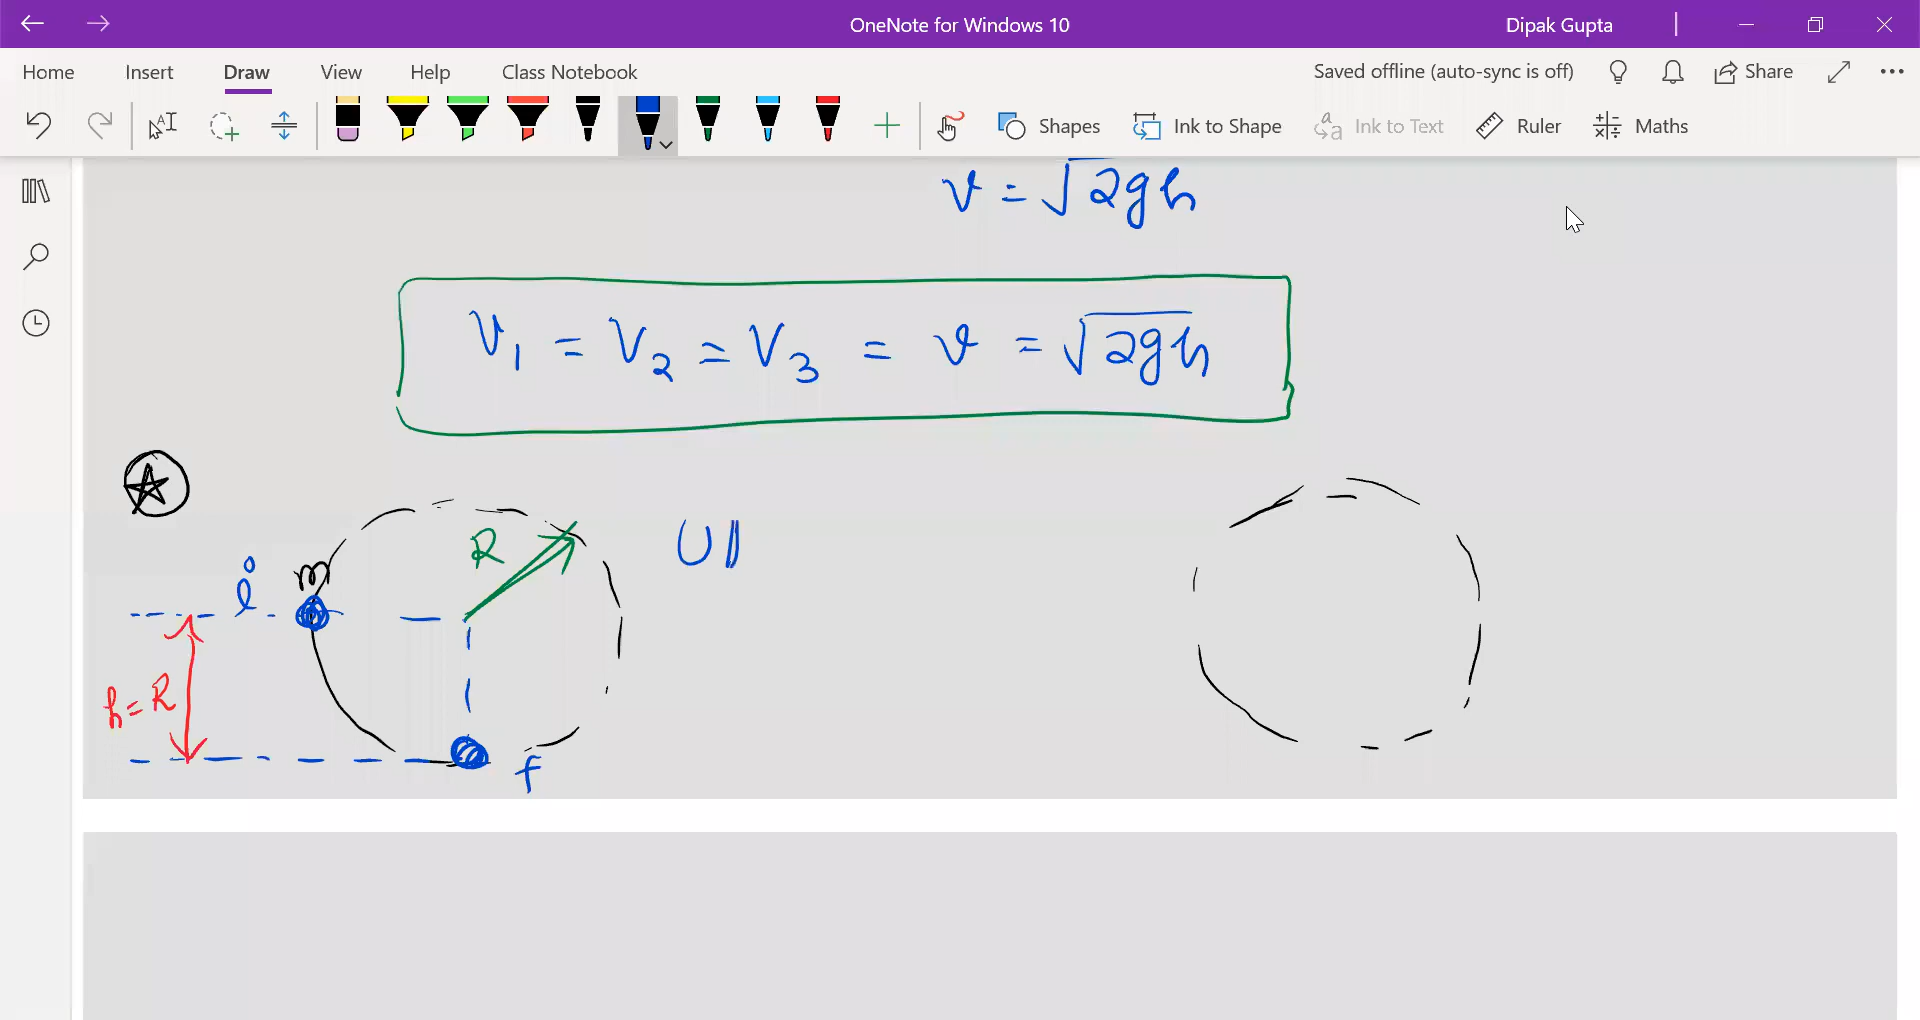 OneNote for Windows 10
Dipak Gupta
Home Insert Draw View Help Class Notebook
Saved offline (auto-sync is off) Share
Shapes Ink to Shape Ink to Text Ruler Maths
v = √2gh
V₁ = V₂ = V₃ = v = √2gh
R
i
m
h = R
f